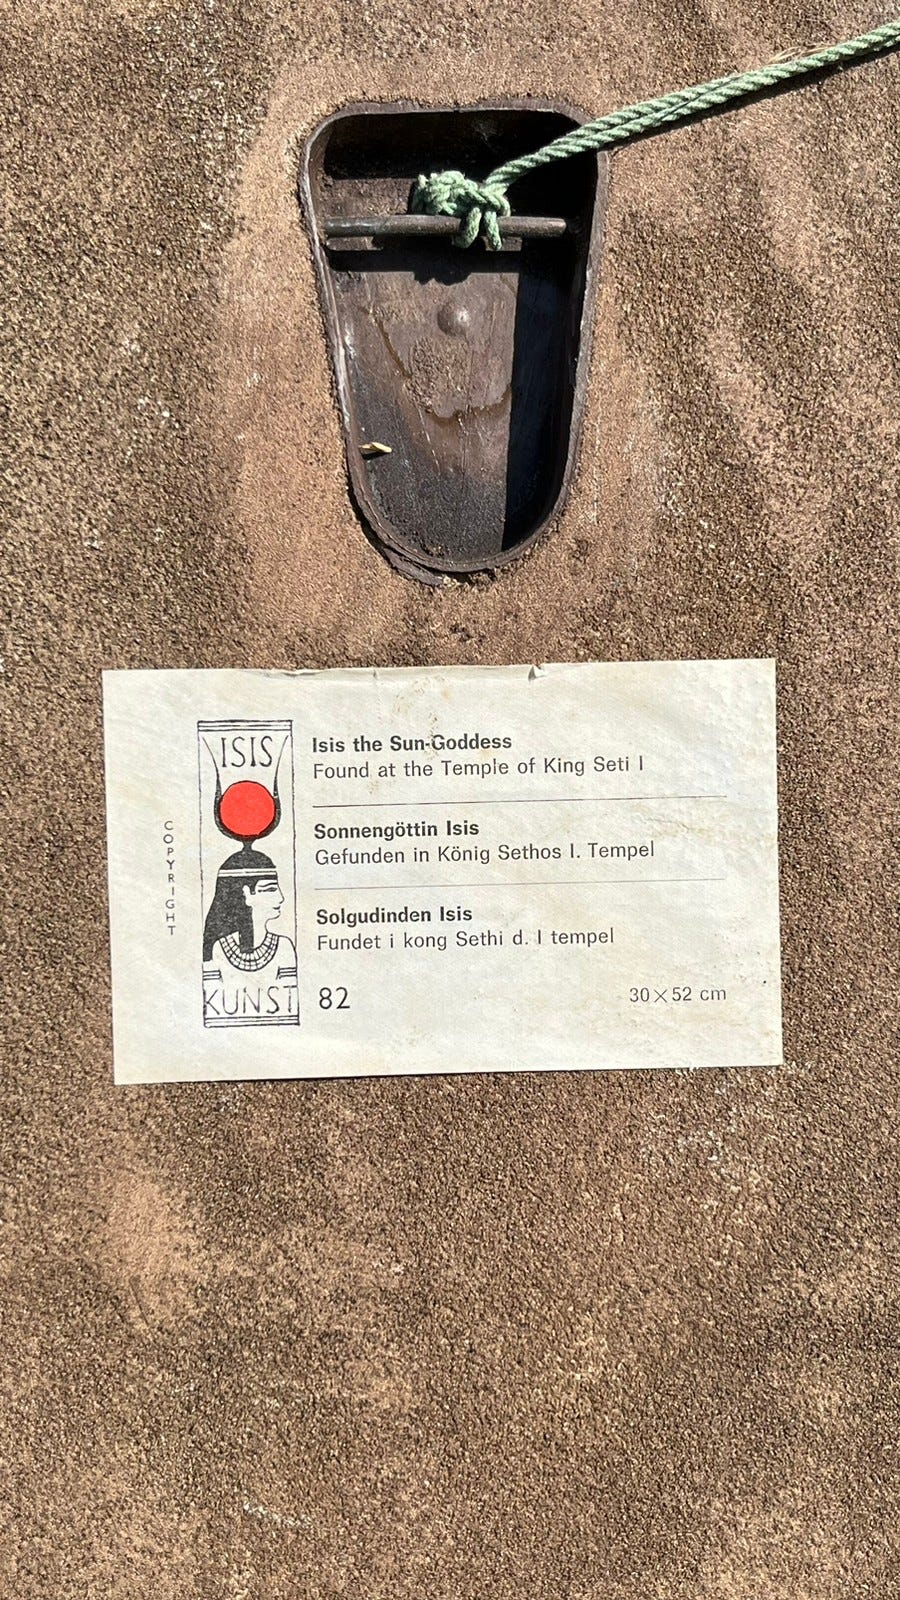 COPYRIGHT
ISIS
KUNST
Isis the Sun-Goddess
Found at the Temple of King Seti I
Sonnengöttin Isis
Gefunden in König Sethos I. Tempel
Solgudinden Isis
Fundet i kong Sethi d. I tempel
82
30×52 cm